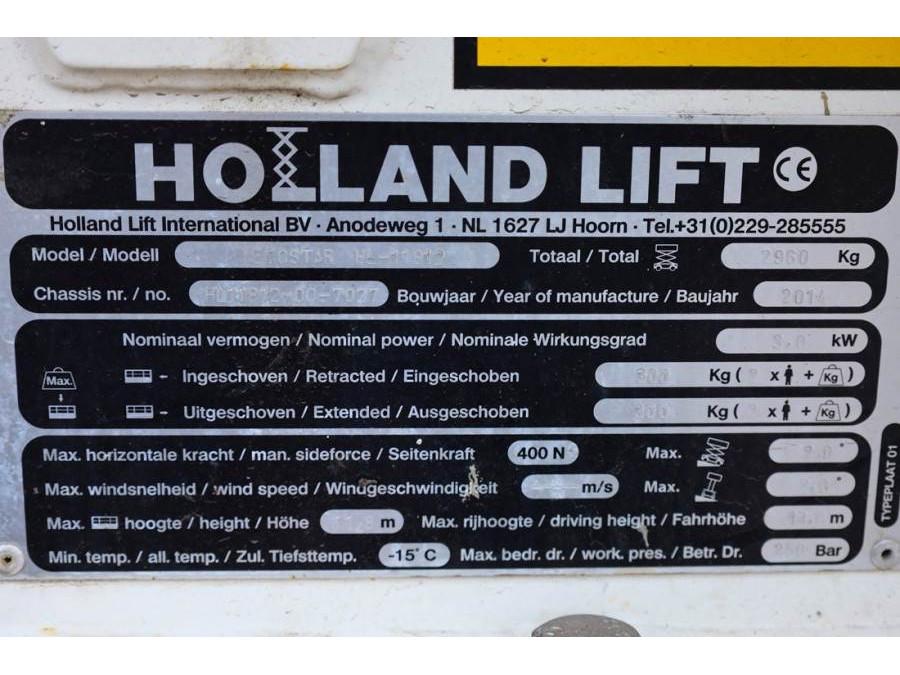 HOLLAND LIFT CE
Holland Lift International BV · Anodeweg 1 · NL 1627 LJ Hoorn · Tel.+31(0)229-285555
Model / Modell Totaal / Total 2960 Kg
Chassis nr. / no. Bouwjaar / Year of manufacture / Baujahr 2014
Nominaal vermogen / Nominal power / Nominale Wirkungsgrad kW
Max. - Ingeschoven / Retracted / Eingeschoben 300 Kg ( x + Kg )
- Uitgeschoven / Extended / Ausgeschoben 300 Kg ( x + Kg )
Max. horizontale kracht / man. sideforce / Seitenkraft 400 N Max. °
Max. windsnelheid / wind speed / Windgeschwindigkeit m/s Max. °
Max. hoogte / height / Höhe m Max. rijhoogte / driving height / Fahrhöhe m
Min. temp. / all. temp. / Zul. Tiefsttemp. -15° C Max. bedr. dr. / work. pres. / Betr. Dr. Bar
TYPEPLAAT 01